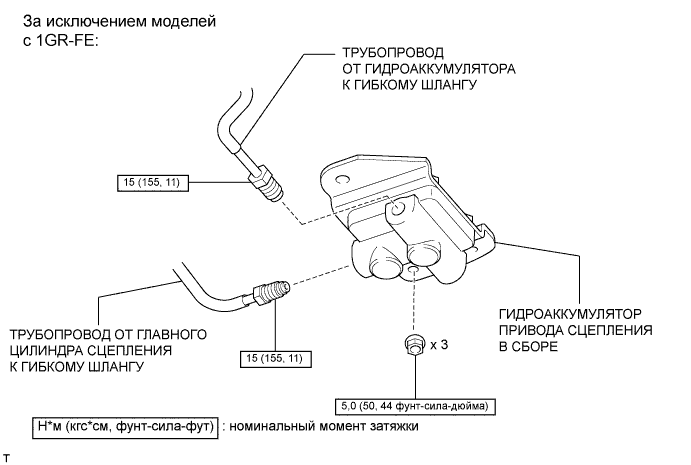 За исключением моделей
с 1GR-FE:
ТРУБОПРОВОД
ОТ ГИДРОАККУМУЛЯТОРА
К ГИБКОМУ ШЛАНГУ
15 (155, 11)
ГИДРОАККУМУЛЯТОР
ПРИВОДА СЦЕПЛЕНИЯ
В СБОРЕ
ТРУБОПРОВОД ОТ ГЛАВНОГО
ЦИЛИНДРА СЦЕПЛЕНИЯ
К ГИБКОМУ ШЛАНГУ
15 (155, 11)
x 3
5,0 (50, 44 фунт-сила-дюйма)
Н*м (кгс*см, фунт-сила-фут) : номинальный момент затяжки
T